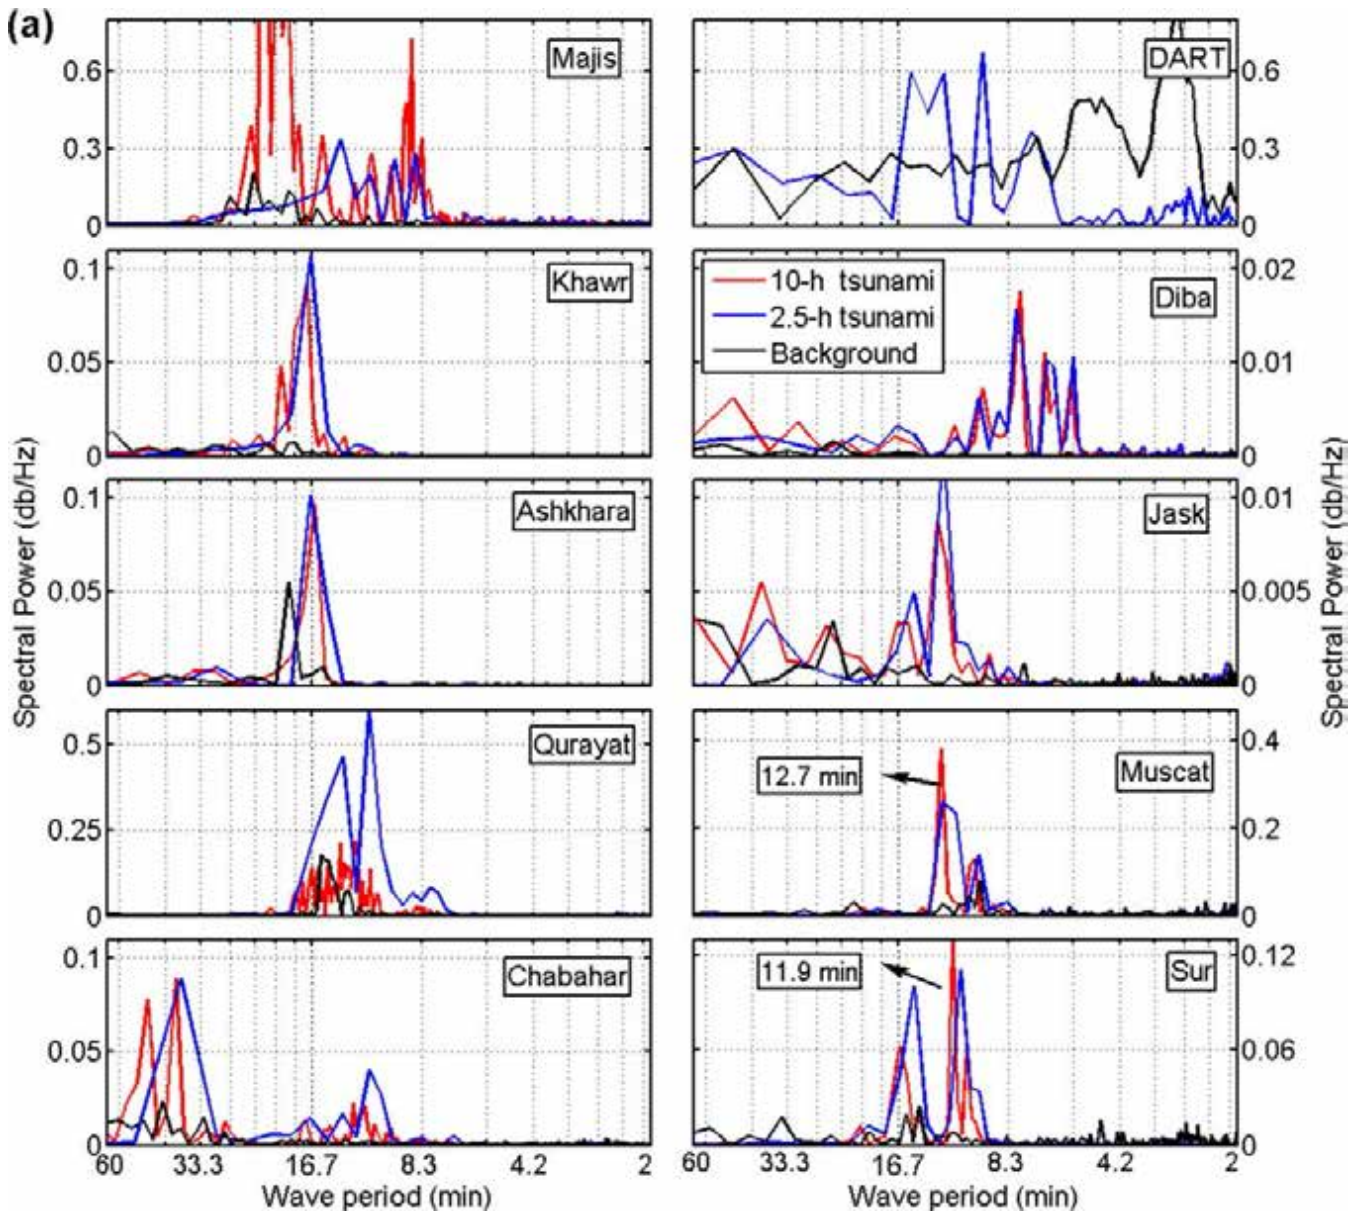 (a)
Majis
0.6
0.3
0
DART
0.6
0.3
0
Khawr
0.1
0.05
0
10-h tsunami
2.5-h tsunami
Background
Diba
0.02
0.01
0
Ashkhara
0.1
0.05
0
Jask
0.01
0.005
0
Spectral Power (db/Hz)
Spectral Power (db/Hz)
Qurayat
0.5
0.25
0
12.7 min
Muscat
0.4
0.2
0
Chabahar
0.1
0.05
0
11.9 min
Sur
0.12
0.06
0
60 33.3 16.7 8.3 4.2 2
60 33.3 16.7 8.3 4.2 2
Wave period (min)
Wave period (min)